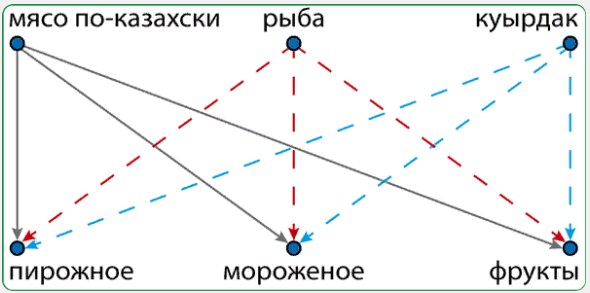 мясо по-казахски рыба куырдак
пирожное мороженое фрукты